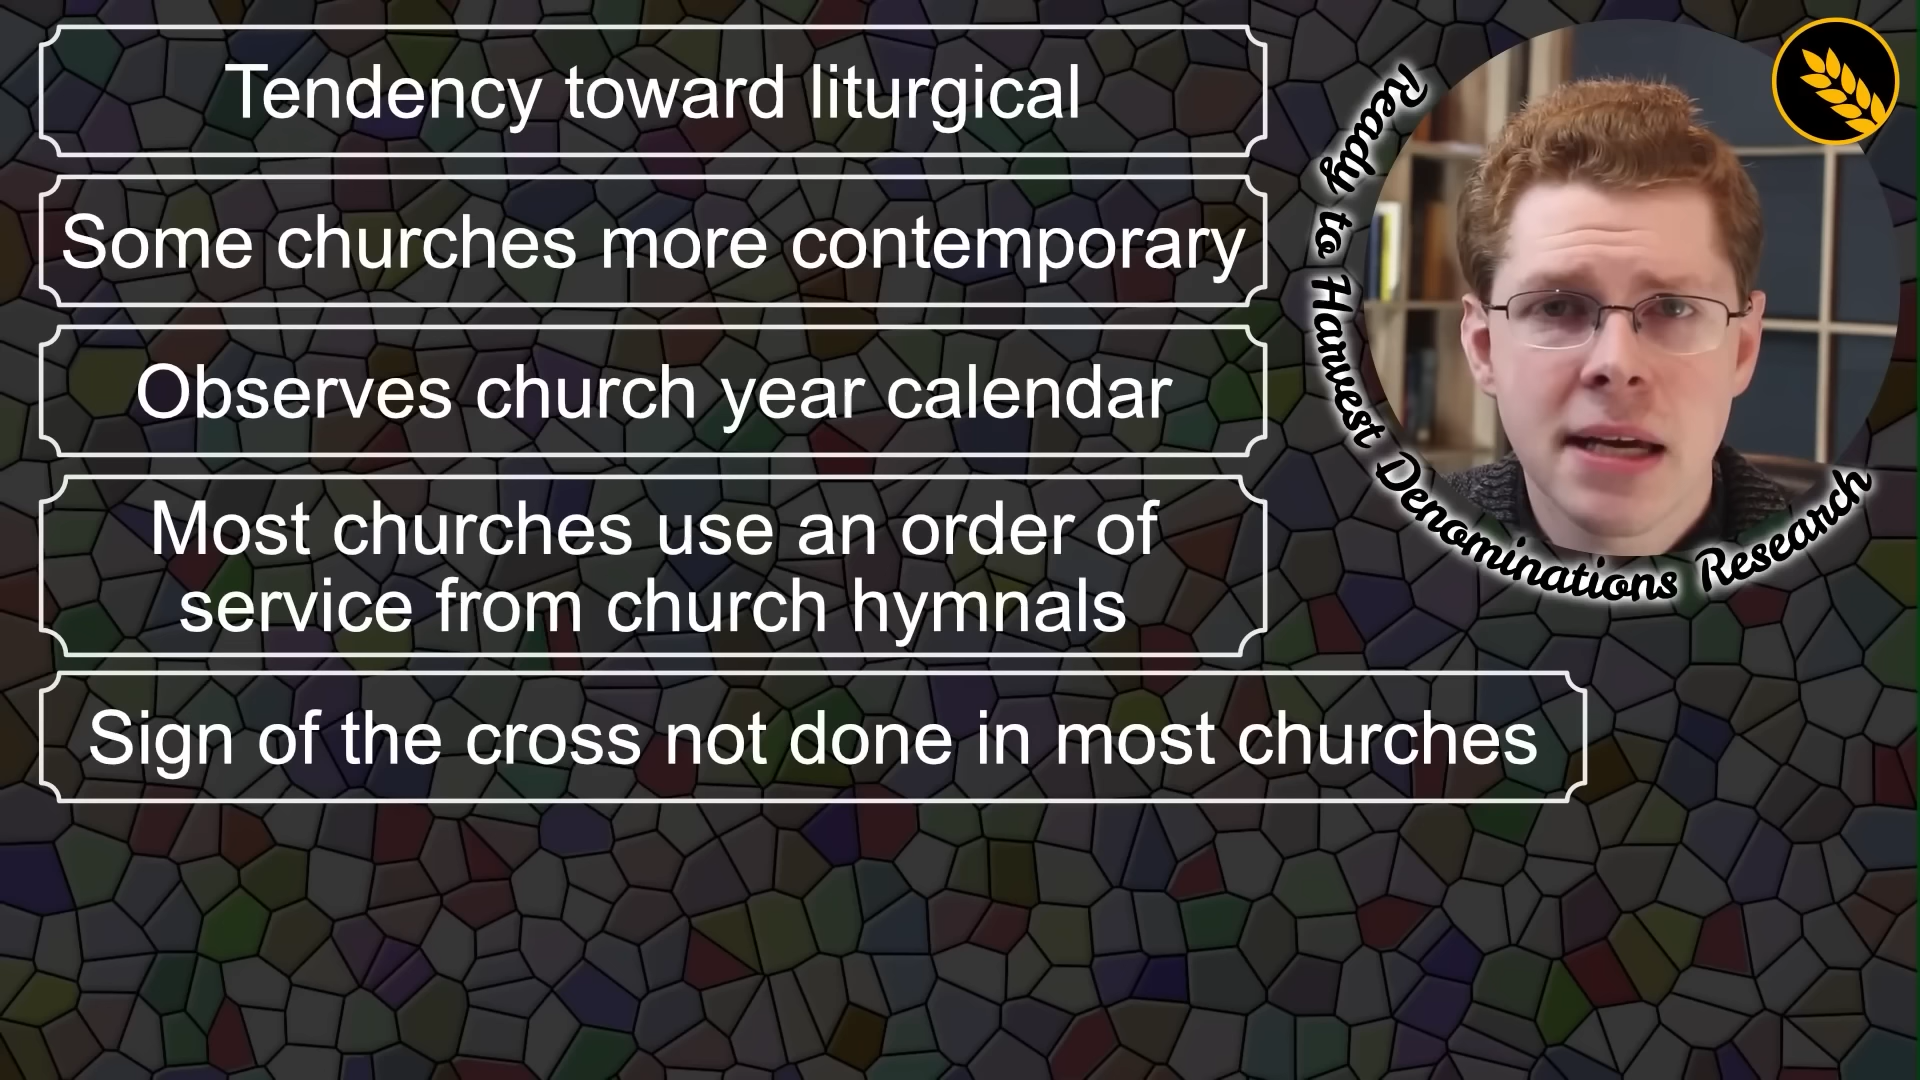 Tendency toward liturgical
Some churches more contemporary
Observes church year calendar
Most churches use an order of
service from church hymnals
Sign of the cross not done in most churches
Ready to Harvest Denominations Research